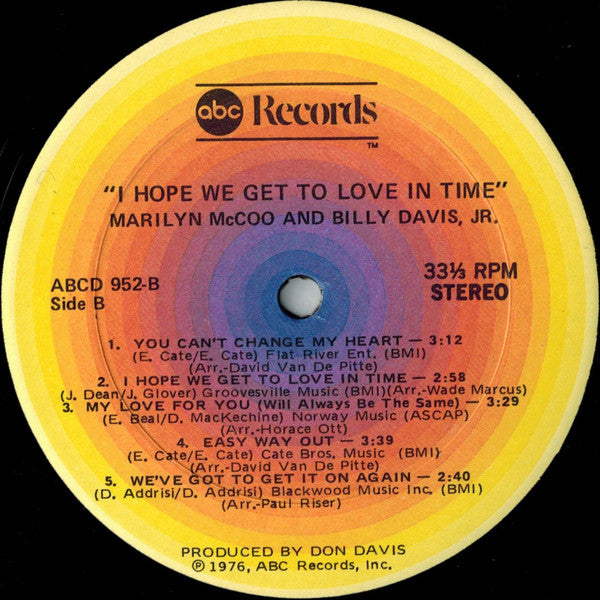 abc Records
TM
"I HOPE WE GET TO LOVE IN TIME"
MARILYN McCOO AND BILLY DAVIS, JR.
ABCD 952-B
Side B
33⅓ RPM
STEREO
1. YOU CAN'T CHANGE MY HEART — 3:12
(E. Cate/E. Cate) Flat River Ent. (BMI)
(Arr.-David Van De Pitte)
2. I HOPE WE GET TO LOVE IN TIME — 2:58
(J. Dean/J. Glover) Groovesville Music (BMI)(Arr.-Wade Marcus)
3. MY LOVE FOR YOU (Will Always Be The Same) — 3:29
(E. Beal/D. MacKechine) Norway Music (ASCAP)
(Arr.-Horace Ott)
4. EASY WAY OUT — 3:39
(E. Cate/E. Cate) Cate Bros. Music (BMI)
(Arr.-David Van De Pitte)
5. WE'VE GOT TO GET IT ON AGAIN — 2:40
(D. Addrisi/D. Addrisi) Blackwood Music Inc. (BMI)
(Arr.-Paul Riser)
PRODUCED BY DON DAVIS
℗ 1976, ABC Records, Inc.